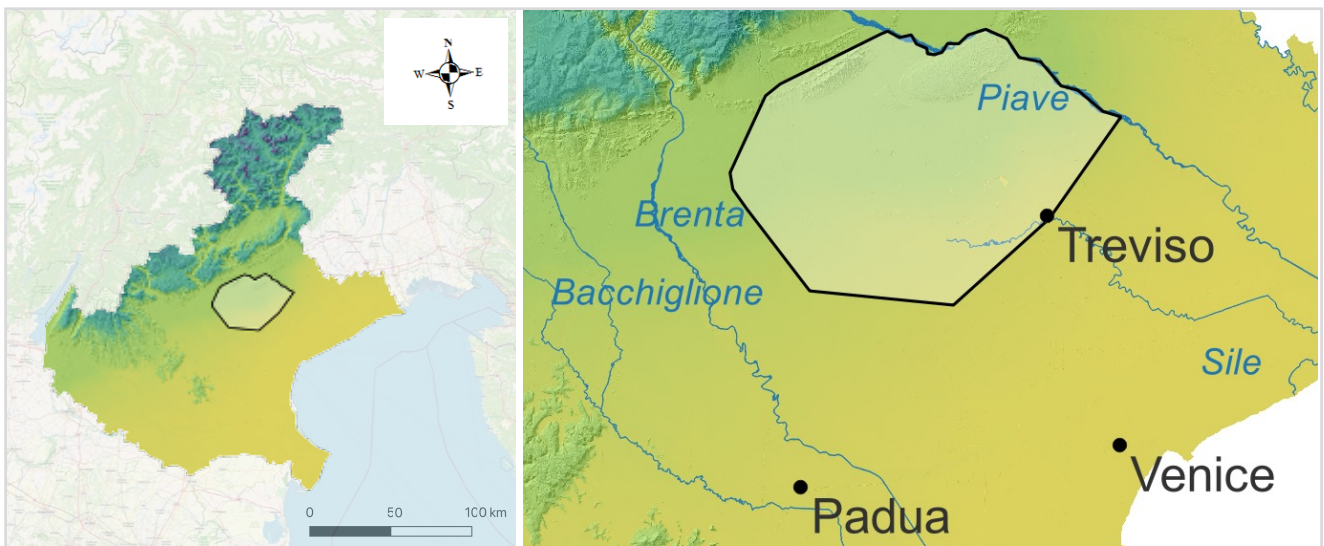 N
W E
S
0 50 100 km
Piave
Brenta
Treviso
Bacchiglione
Sile
Venice
Padua